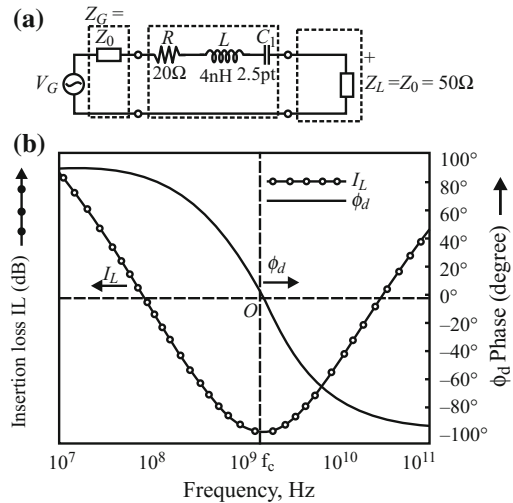 (a)
Z_G =
Z_0
R
L
C_1
20Ω
4nH
2.5pt
V_G
+
Z_L=Z_0= 50Ω
(b)
100°
80°
60°
40°
20°
0°
−20°
−40°
−60°
−80°
−100°
I_L
ϕ_d
I_L
ϕ_d
O
Insertion loss IL (dB)
ϕ_d Phase (degree)
10^7
10^8
10^9
f_c
10^10
10^11
Frequency, Hz